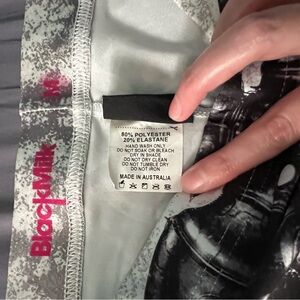 BlackMilk
M
80% POLYESTER
20% ELASTANE
HAND WASH ONLY
DO NOT SOAK OR BLEACH
DRY IN SHADE
DO NOT DRY CLEAN
DO NOT TUMBLE DRY
DO NOT IRON
MADE IN AUSTRALIA